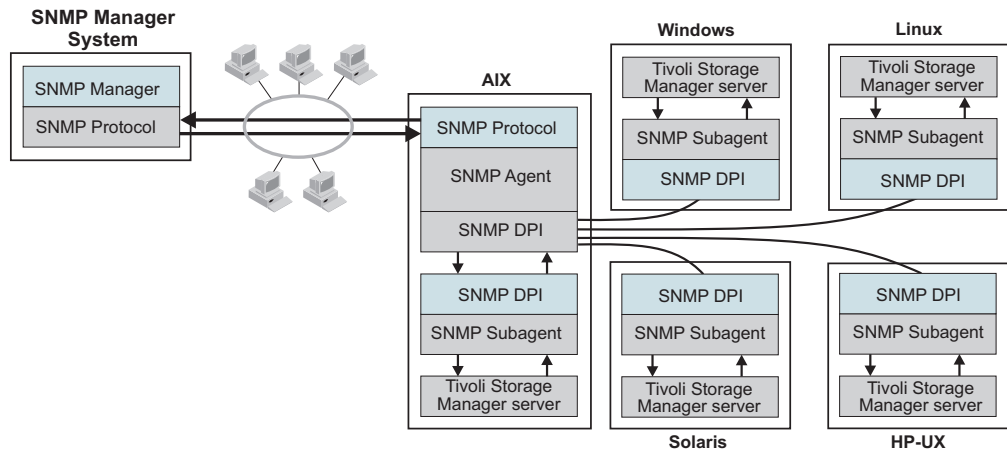 SNMP Manager
System
SNMP Manager
SNMP Protocol
AIX
SNMP Protocol
SNMP Agent
SNMP DPI
SNMP DPI
SNMP Subagent
Tivoli Storage
Manager server
Windows
Tivoli Storage
Manager server
SNMP Subagent
SNMP DPI
Linux
Tivoli Storage
Manager server
SNMP Subagent
SNMP DPI
SNMP DPI
SNMP Subagent
Tivoli Storage
Manager server
Solaris
SNMP DPI
SNMP Subagent
Tivoli Storage
Manager server
HP-UX